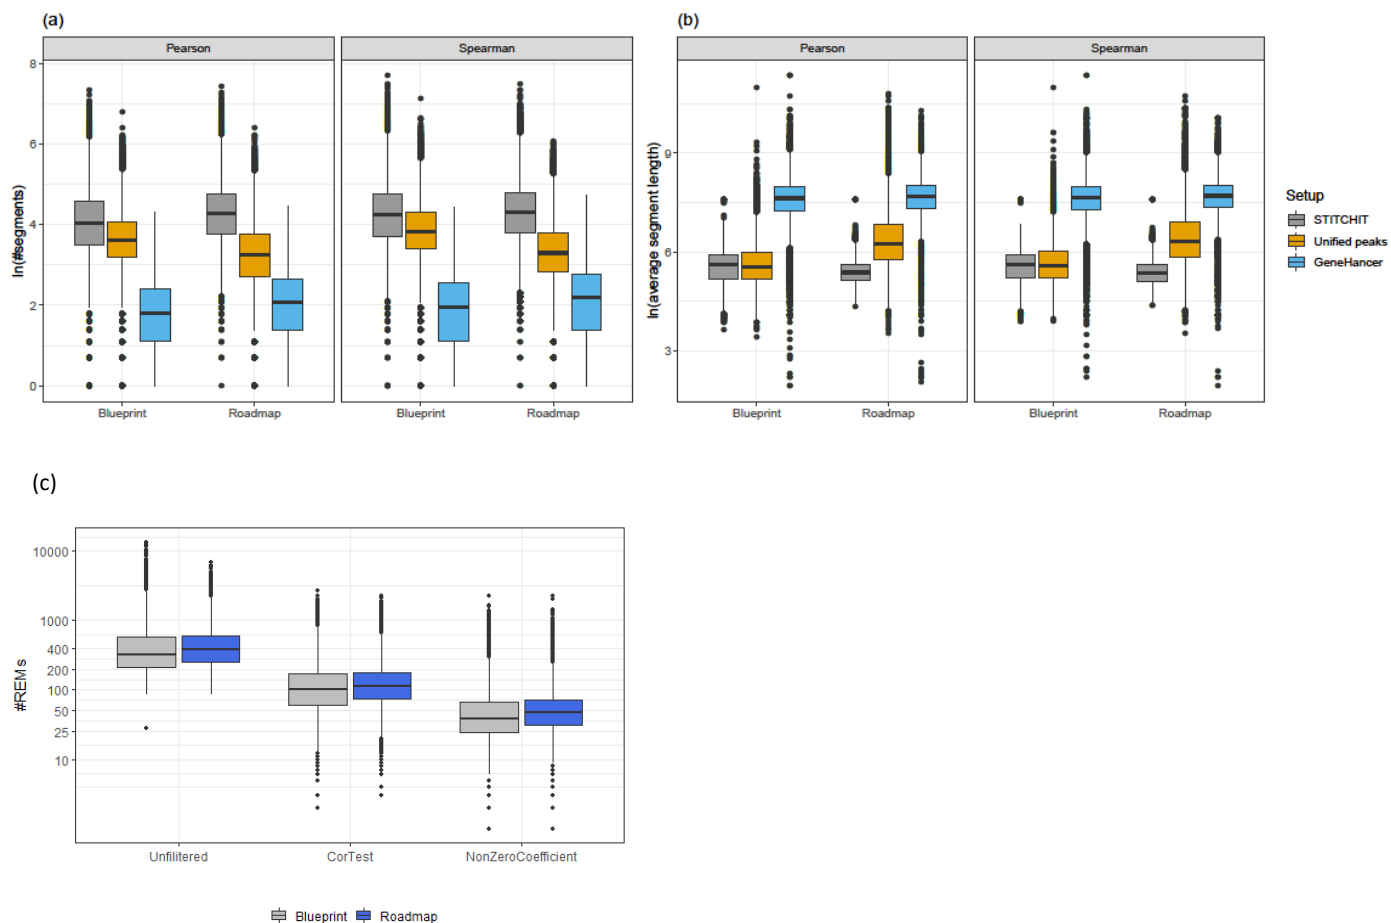 (a)
Pearson
Spearman
ln(#segments)
8
6
4
2
0
Blueprint
Roadmap
Blueprint
Roadmap
(b)
Pearson
Spearman
ln(average segment length)
9
6
3
Blueprint
Roadmap
Blueprint
Roadmap
Setup
STITCHIT
Unified peaks
GeneHancer
(c)
#REMs
10000
1000
400
200
100
50
25
10
Unfilitered
CorTest
NonZeroCoefficient
Blueprint
Roadmap